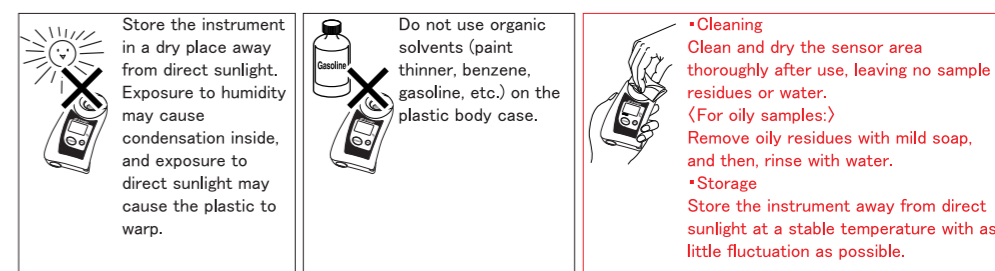 Store the instrument
in a dry place away
from direct sunlight.
Exposure to humidity
may cause
condensation inside,
and exposure to
direct sunlight may
cause the plastic to
warp.
Gasoline
Do not use organic
solvents (paint
thinner, benzene,
gasoline, etc.) on the
plastic body case.
▪Cleaning
Clean and dry the sensor area
thoroughly after use, leaving no sample
residues or water.
〈For oily samples:〉
Remove oily residues with mild soap,
and then, rinse with water.
▪Storage
Store the instrument away from direct
sunlight at a stable temperature with as
little fluctuation as possible.